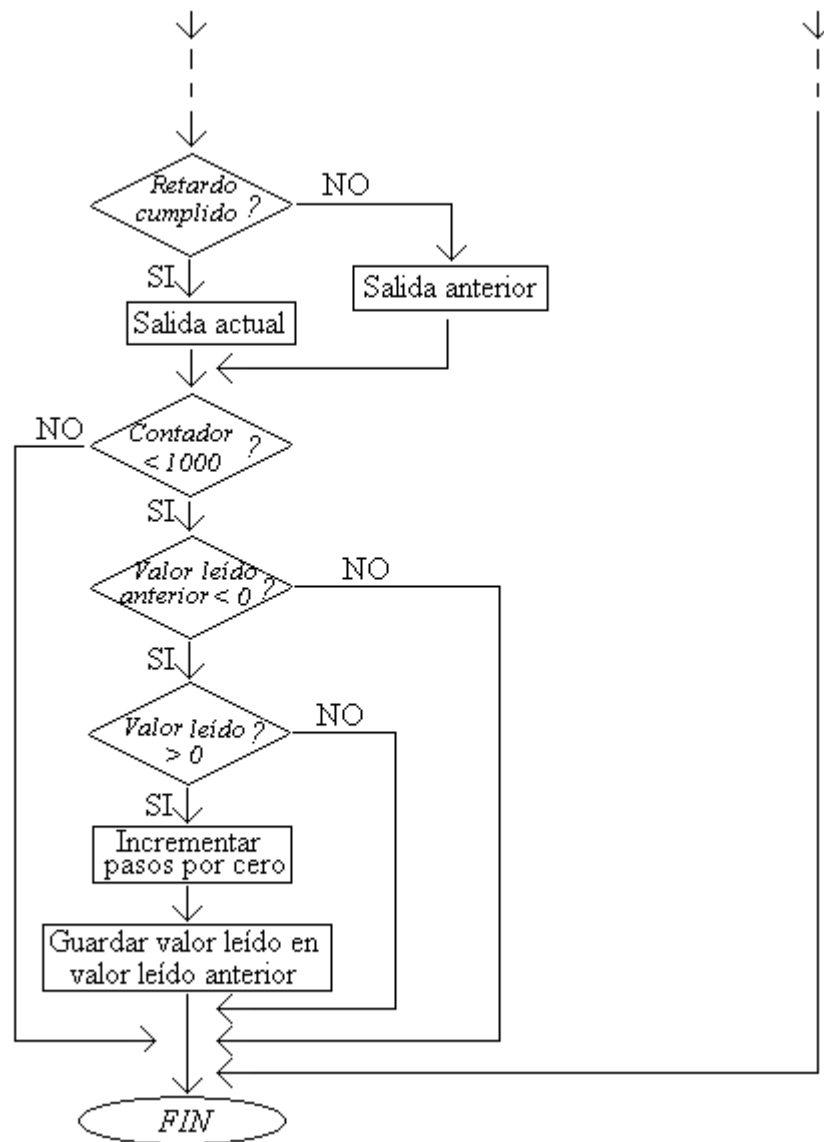 Retardo
cumplido ?
NO
SI
Salida anterior
Salida actual
NO
Contador ?
< 1000
SI
Valor leído
anterior < 0 ?
NO
SI
Valor leído ?
> 0
NO
SI
Incrementar
pasos por cero
Guardar valor leído en
valor leído anterior
FIN